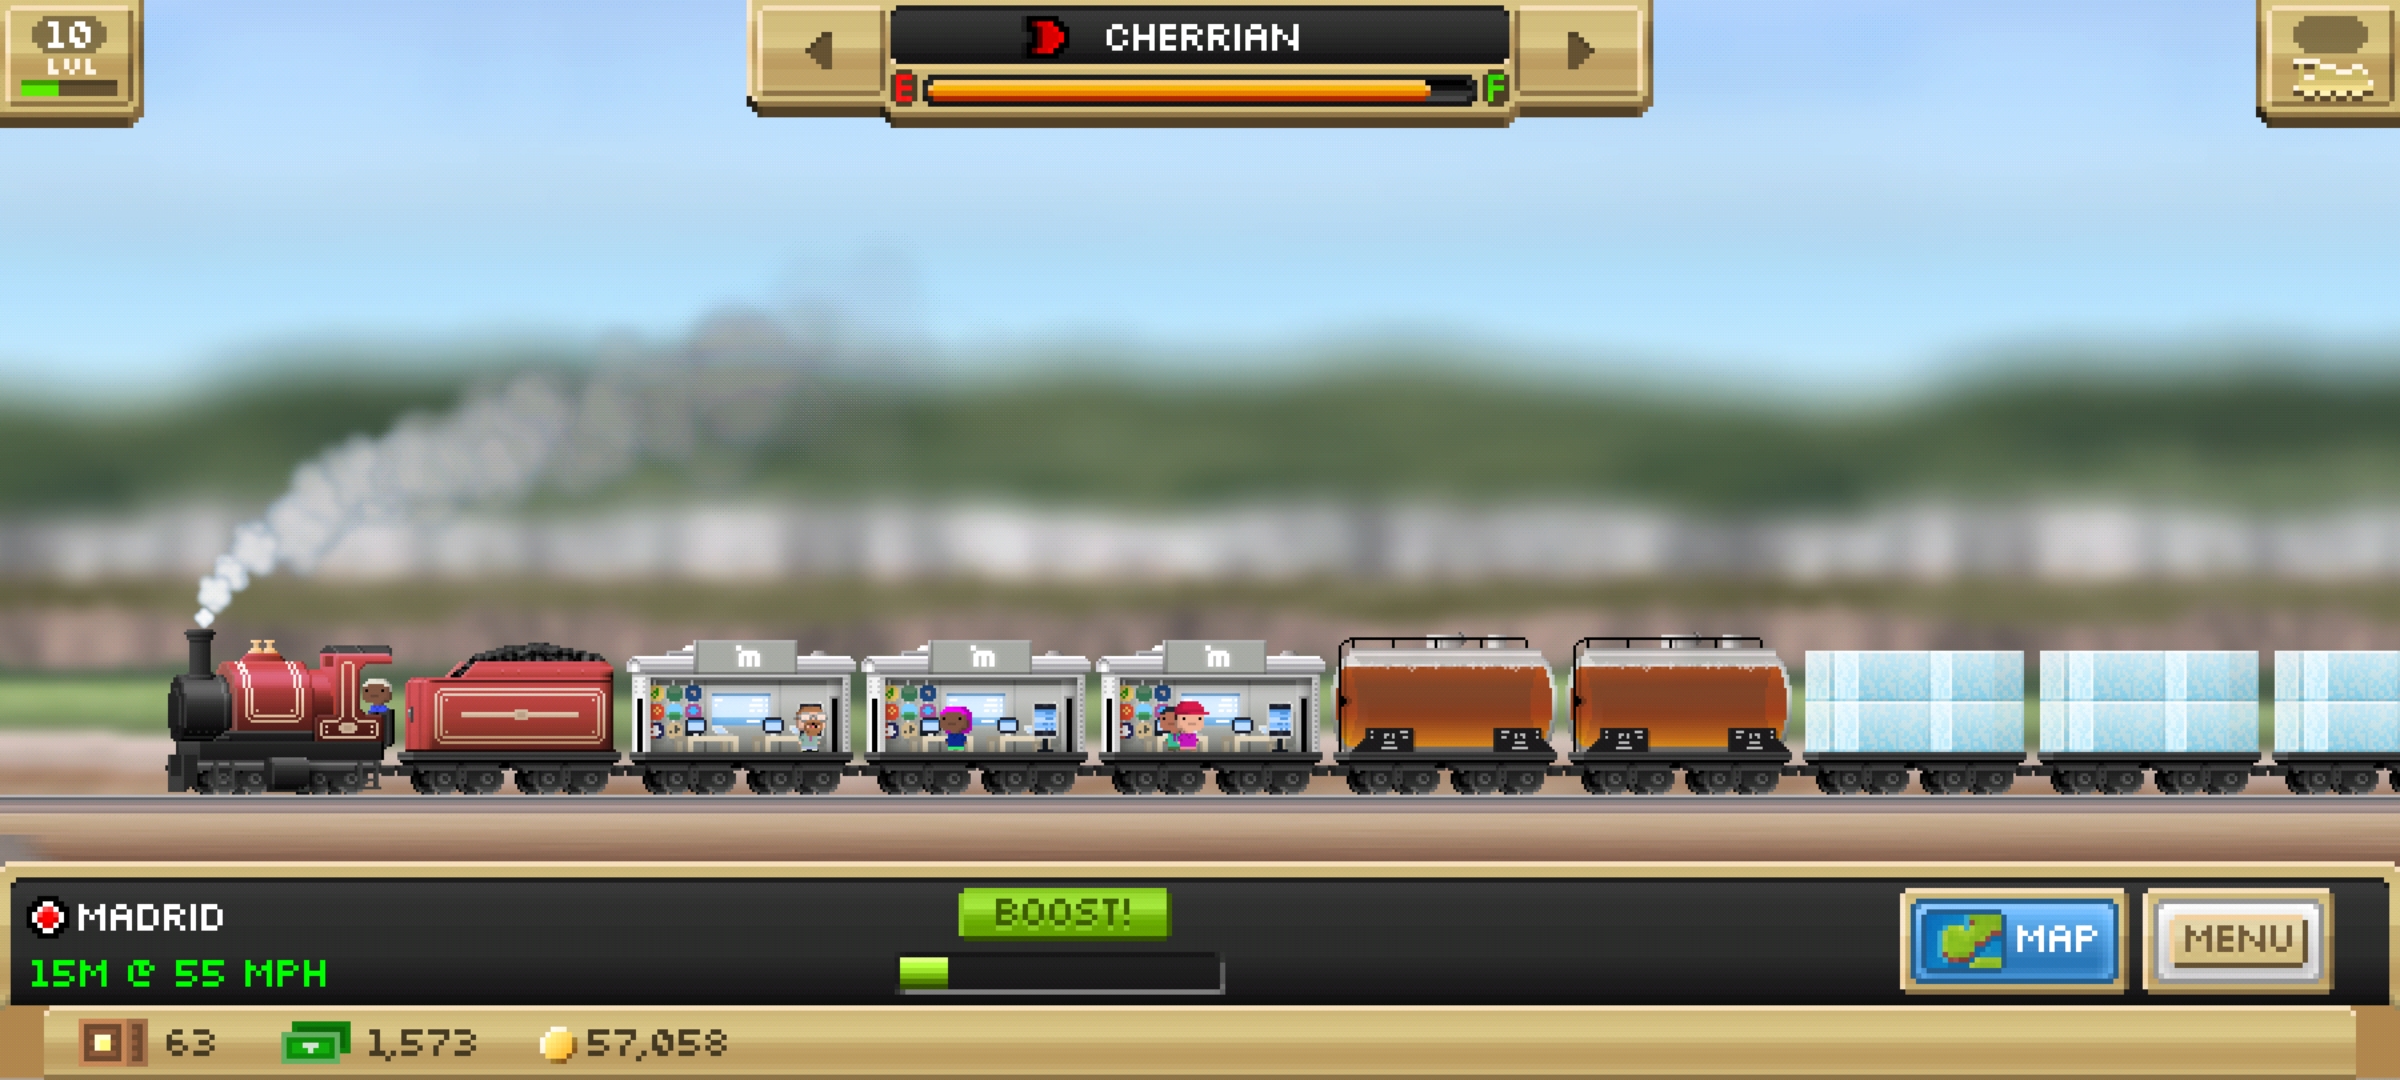 10
LVL
CHERRIAN
E F
m m m
MADRID
BOOST!
15M @ 55 MPH
MAP
MENU
63 1,573 57,058